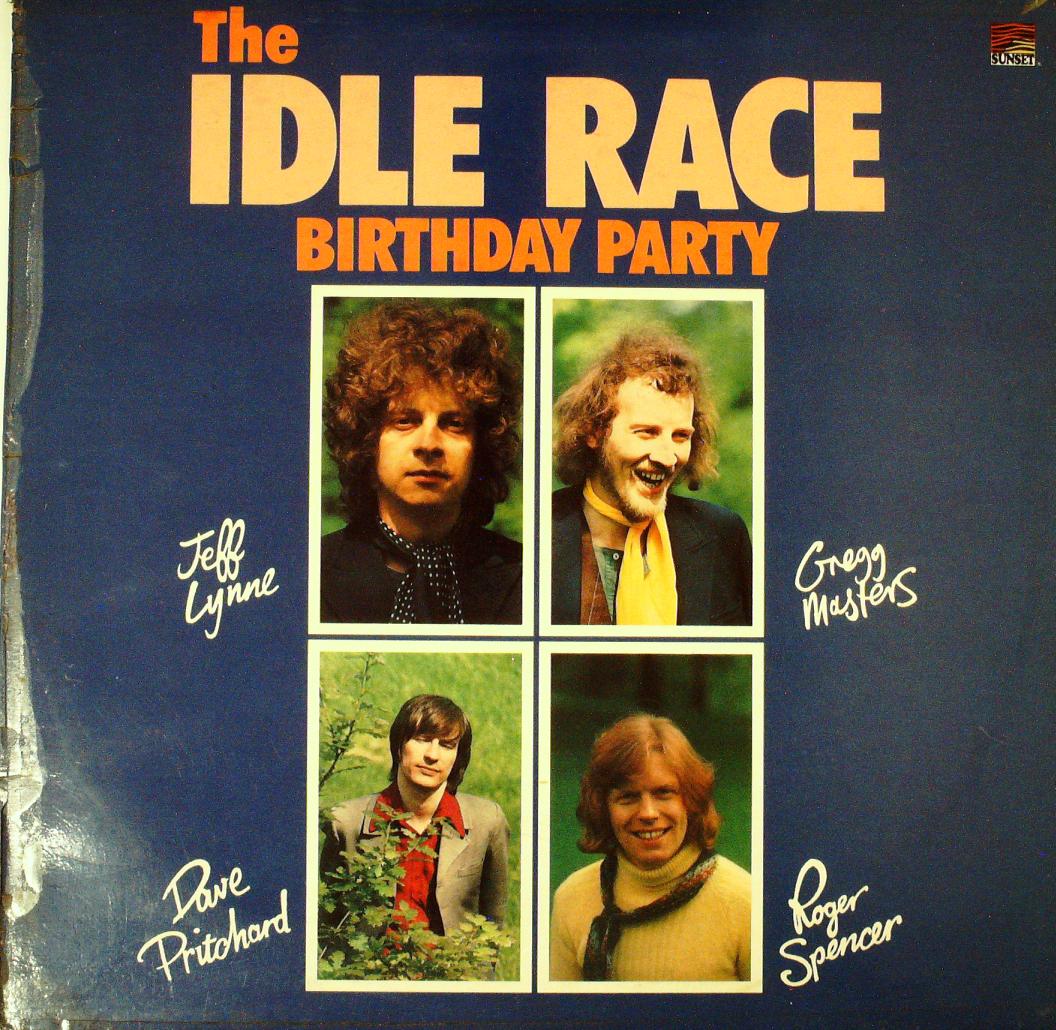 The
IDLE RACE
BIRTHDAY PARTY
SUNSET
Jeff
Lynne
Gregg
Masters
Dave
Pritchard
Roger
Spencer